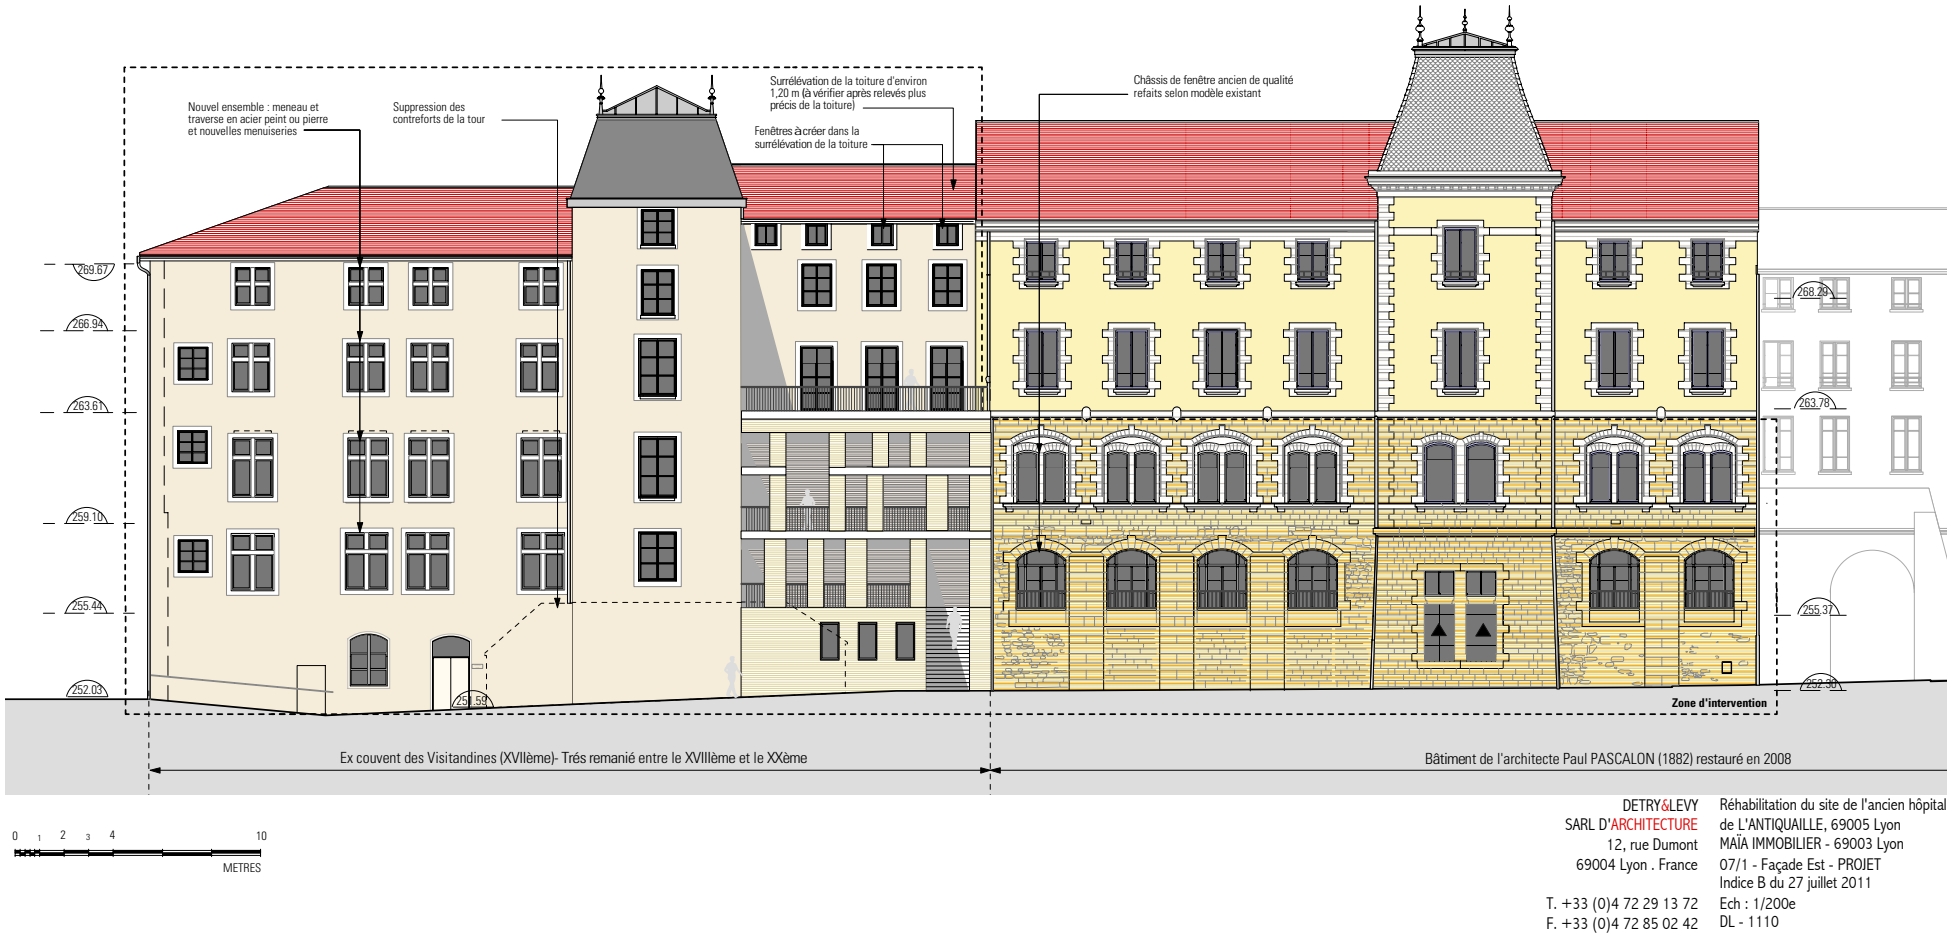 Nouvel ensemble : meneau et
traverse en acier peint ou pierre
et nouvelles menuiseries
Suppression des
contreforts de la tour
Surrélévation de la toiture d'environ
1,20 m (à vérifier après relevés plus
précis de la toiture)
Fenêtres à créer dans la
surrélévation de la toiture
Châssis de fenêtre ancien de qualité
refaits selon modèle existant
269.67
266.94
263.61
259.10
255.44
252.03
251.59
268.29
263.78
255.37
252.30
Zone d'intervention
Ex couvent des Visitandines (XVIIème)- Trés remanié entre le XVIIIème et le XXème
Bâtiment de l'architecte Paul PASCALON (1882) restauré en 2008
0 1 2 3 4 10
METRES
DETRY&LEVY
SARL D'ARCHITECTURE
12, rue Dumont
69004 Lyon . France
T. +33 (0)4 72 29 13 72
F. +33 (0)4 72 85 02 42
Réhabilitation du site de l'ancien hôpital
de L'ANTIQUAILLE, 69005 Lyon
MAÏA IMMOBILIER - 69003 Lyon
07/1 - Façade Est - PROJET
Indice B du 27 juillet 2011
Ech : 1/200e
DL - 1110